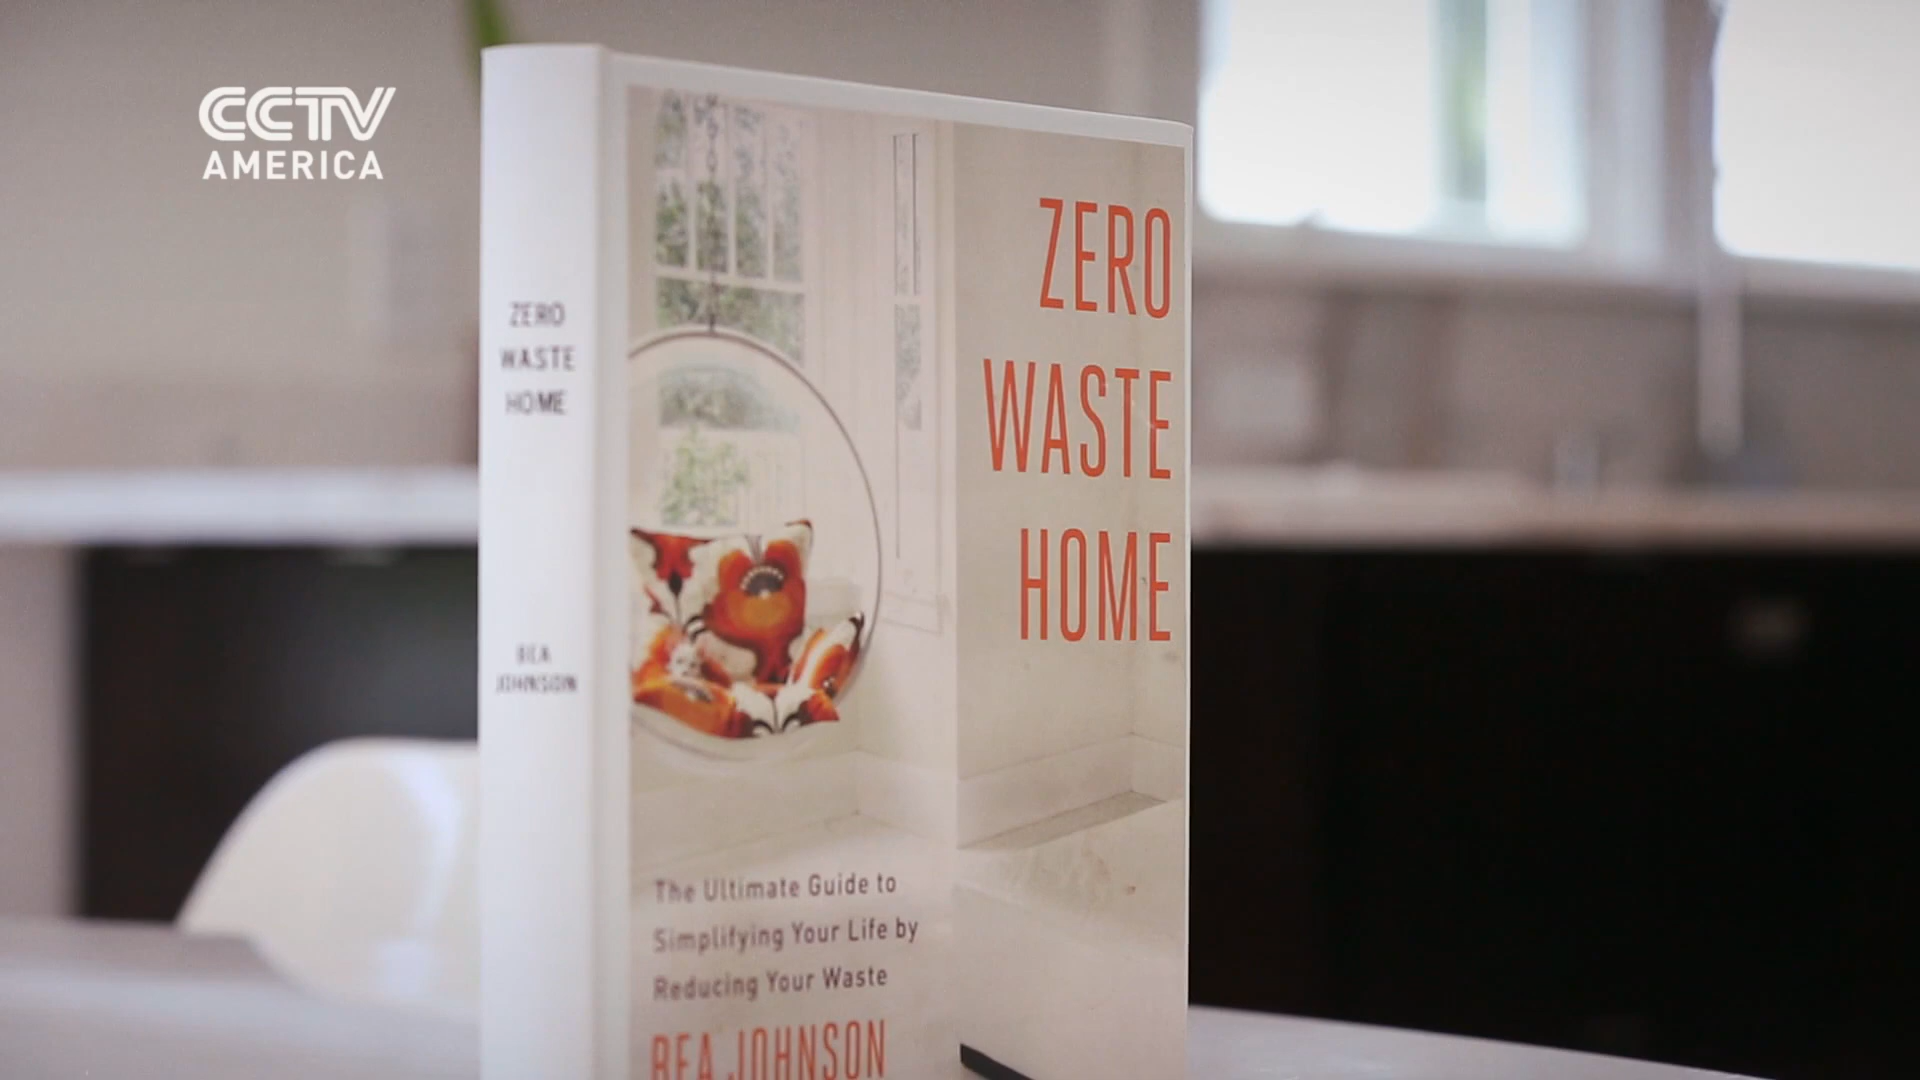 CCTV
AMERICA
ZERO
WASTE
HOME
BEA
JOHNSON
ZERO
WASTE
HOME
The Ultimate Guide to
Simplifying Your Life by
Reducing Your Waste
BEA JOHNSON